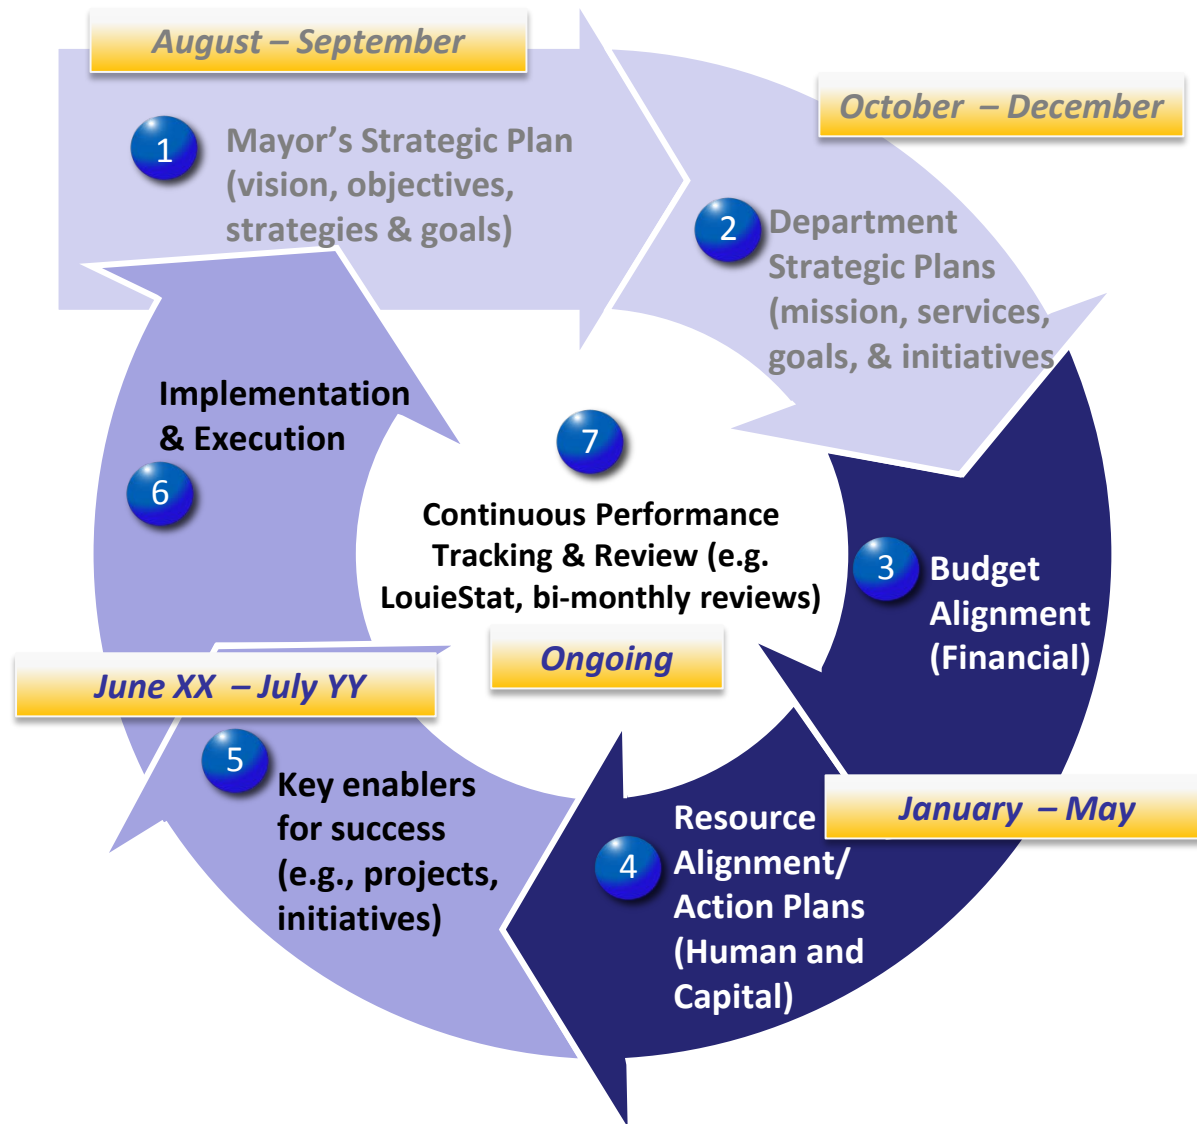 August – September
1
Mayor's Strategic Plan
(vision, objectives,
strategies & goals)
October – December
2
Department
Strategic Plans
(mission, services,
goals, & initiatives
3
Budget
Alignment
(Financial)
January – May
4
Resource
Alignment/
Action Plans
(Human and
Capital)
5
Key enablers
for success
(e.g., projects,
initiatives)
June XX – July YY
6
Implementation
& Execution
7
Continuous Performance
Tracking & Review (e.g.
LouieStat, bi-monthly reviews)
Ongoing